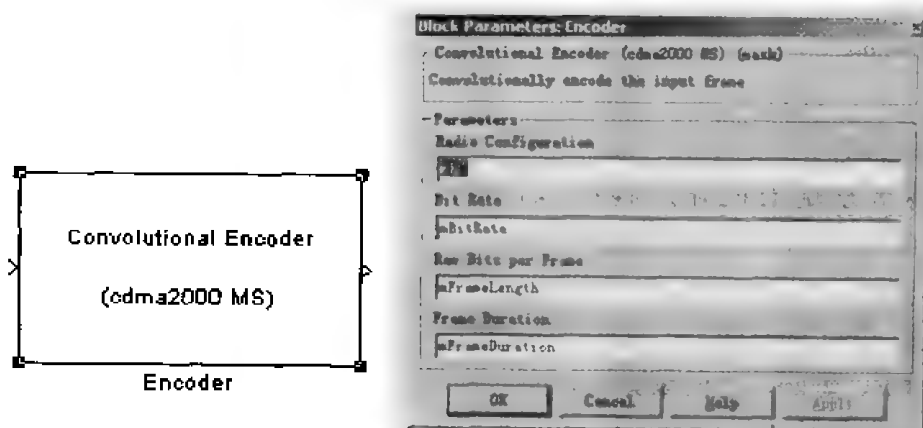 Convolutional Encoder
(cdma2000 MS)
Encoder
Block Parameters: Encoder
Convolutional Encoder (cdma2000 MS) (mask)
Convolutionally encode the input frame
Parameters
Radio Configuration
Bit Rate
mBitRate
Raw Bits per Frame
mFrameLength
Frame Duration
mFrameDuration
OK
Cancel
Help
Apply